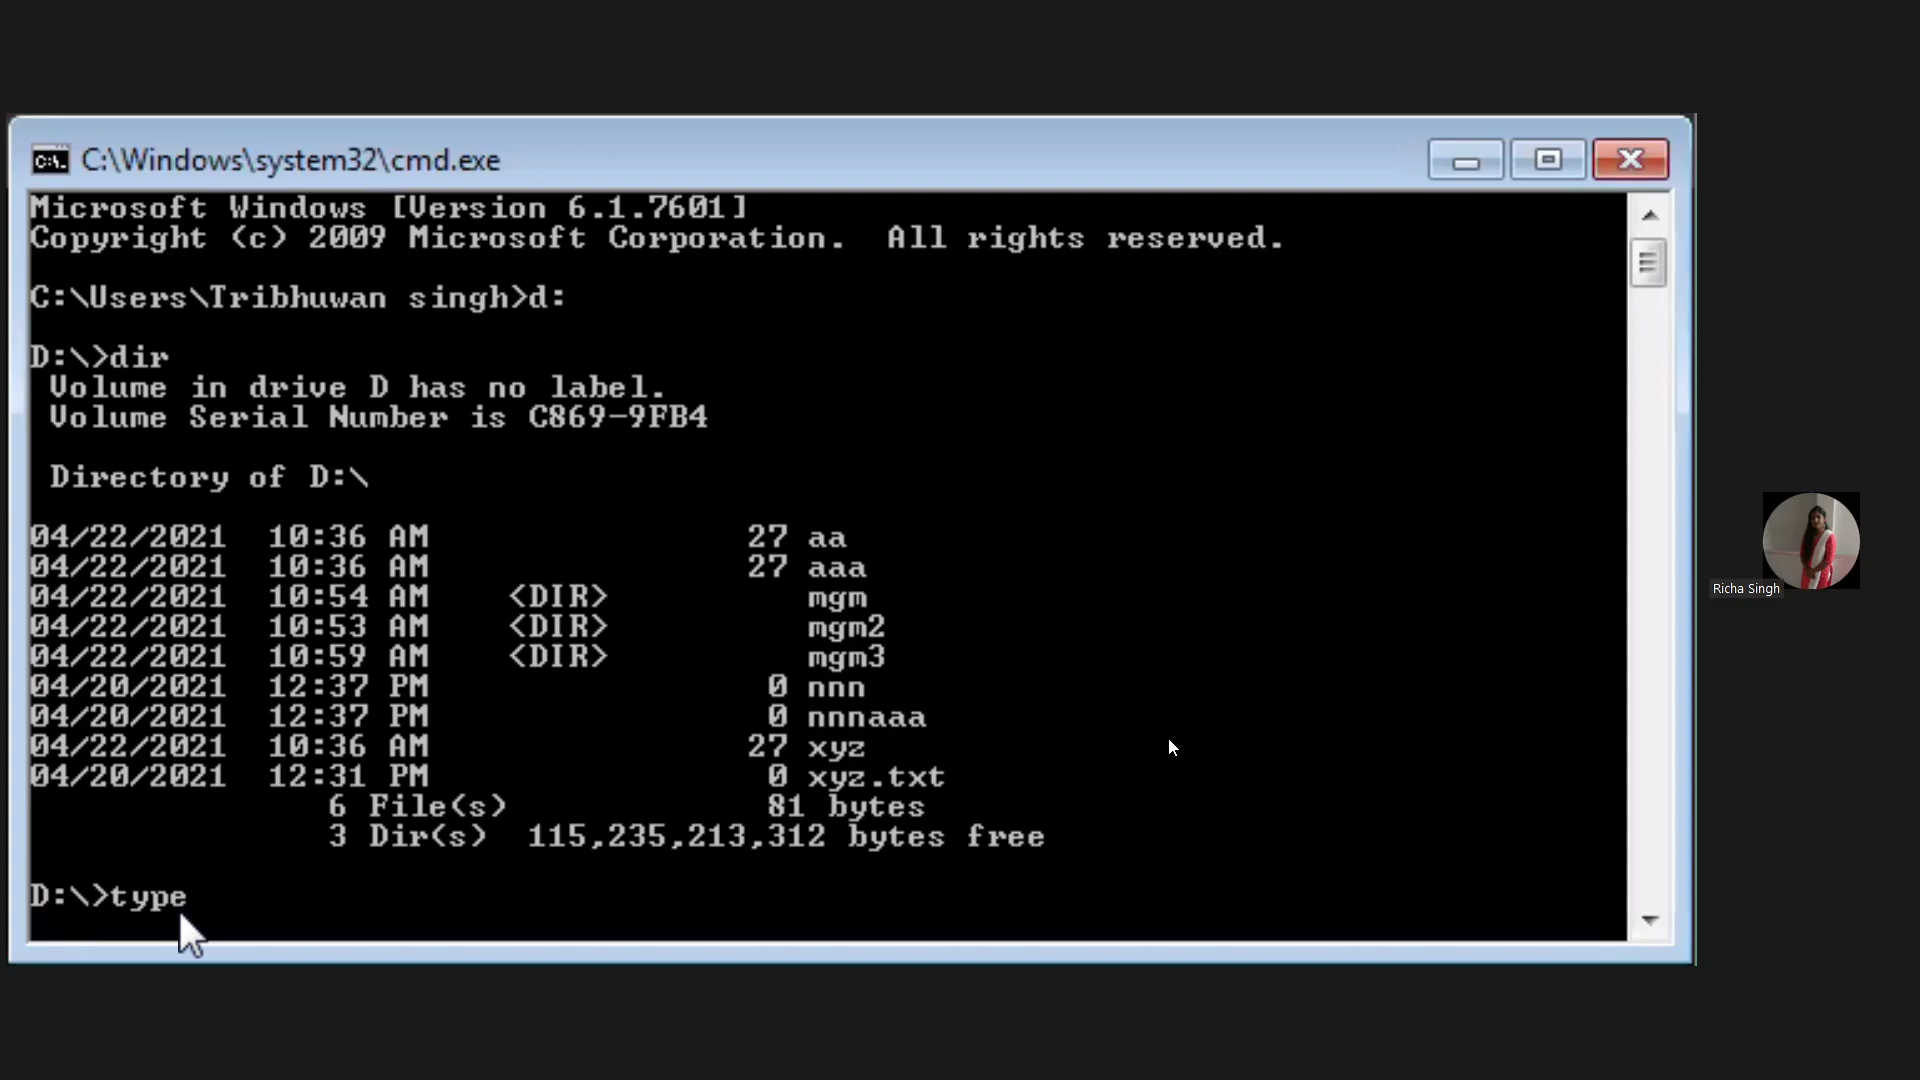 C:\Windows\system32\cmd.exe
Microsoft Windows [Version 6.1.7601]
Copyright (c) 2009 Microsoft Corporation.  All rights reserved.
C:\Users\Tribhuwan singh>d:
D:\>dir
 Volume in drive D has no label.
 Volume Serial Number is C869-9FB4
 Directory of D:\
04/22/2021  10:36 AM                27 aa
04/22/2021  10:36 AM                27 aaa
04/22/2021  10:54 AM    <DIR>          mgm
04/22/2021  10:53 AM    <DIR>          mgm2
04/22/2021  10:59 AM    <DIR>          mgm3
04/20/2021  12:37 PM                 0 nnn
04/20/2021  12:37 PM                 0 nnnaaa
04/22/2021  10:36 AM                27 xyz
04/20/2021  12:31 PM                 0 xyz.txt
               6 File(s)             81 bytes
               3 Dir(s)  115,235,213,312 bytes free
D:\>type
Richa Singh